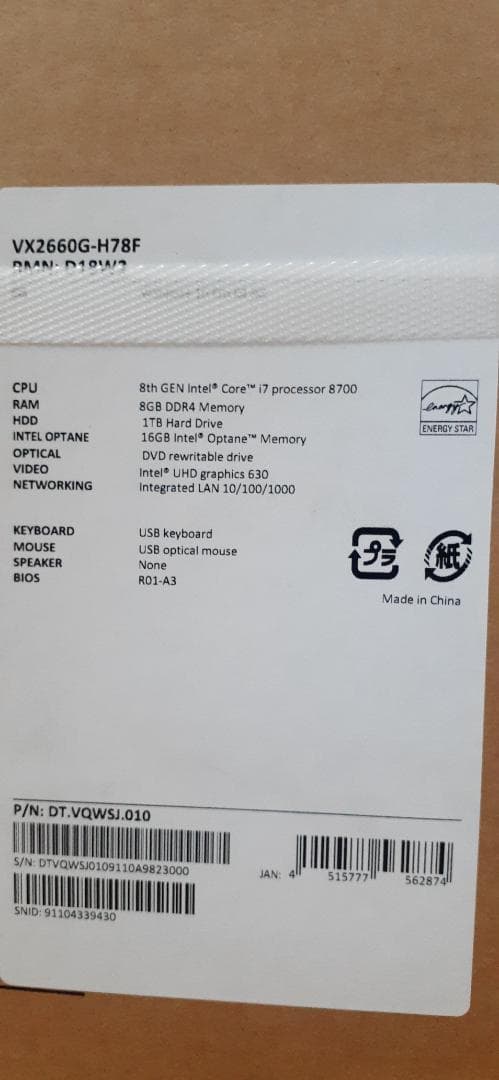 VX2660G-H78F
RMN: D18W3
CPU 8th GEN Intel® Core™ i7 processor 8700
RAM 8GB DDR4 Memory
HDD 1TB Hard Drive
INTEL OPTANE 16GB Intel® Optane™ Memory
OPTICAL DVD rewritable drive
VIDEO Intel® UHD graphics 630
NETWORKING Integrated LAN 10/100/1000
energy
ENERGY STAR
KEYBOARD USB keyboard
MOUSE USB optical mouse
SPEAKER None
BIOS R01-A3
プラ
紙
Made in China
P/N: DT.VQWSJ.010
S/N: DTVQWSJ0109110A9823000
JAN: 4 515777 562874
SNID: 91104339430